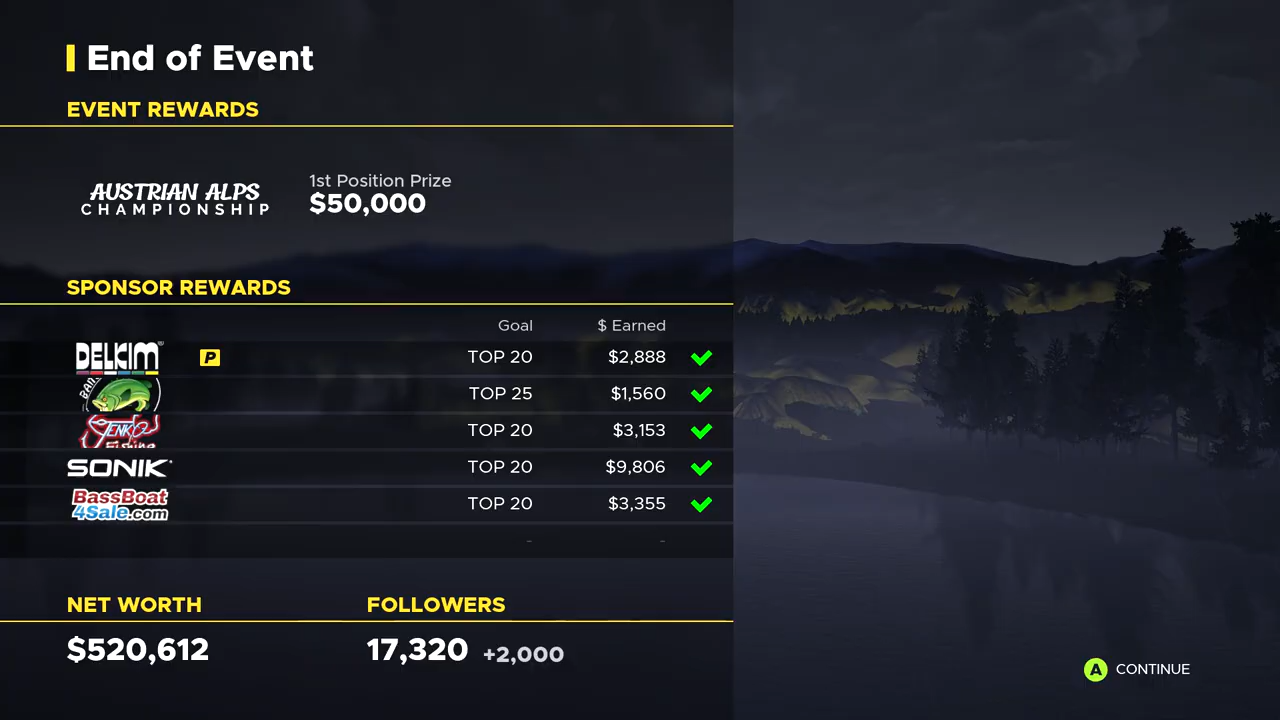 End of Event
EVENT REWARDS
AUSTRIAN ALPS
CHAMPIONSHIP
1st Position Prize
$50,000
SPONSOR REWARDS
Goal $ Earned
DELKIM P TOP 20 $2,888
TOP 25 $1,560
Fishing TOP 20 $3,153
SONIK TOP 20 $9,806
BassBoat
4Sale.com TOP 20 $3,355
- -
NET WORTH FOLLOWERS
$520,612 17,320 +2,000
A CONTINUE